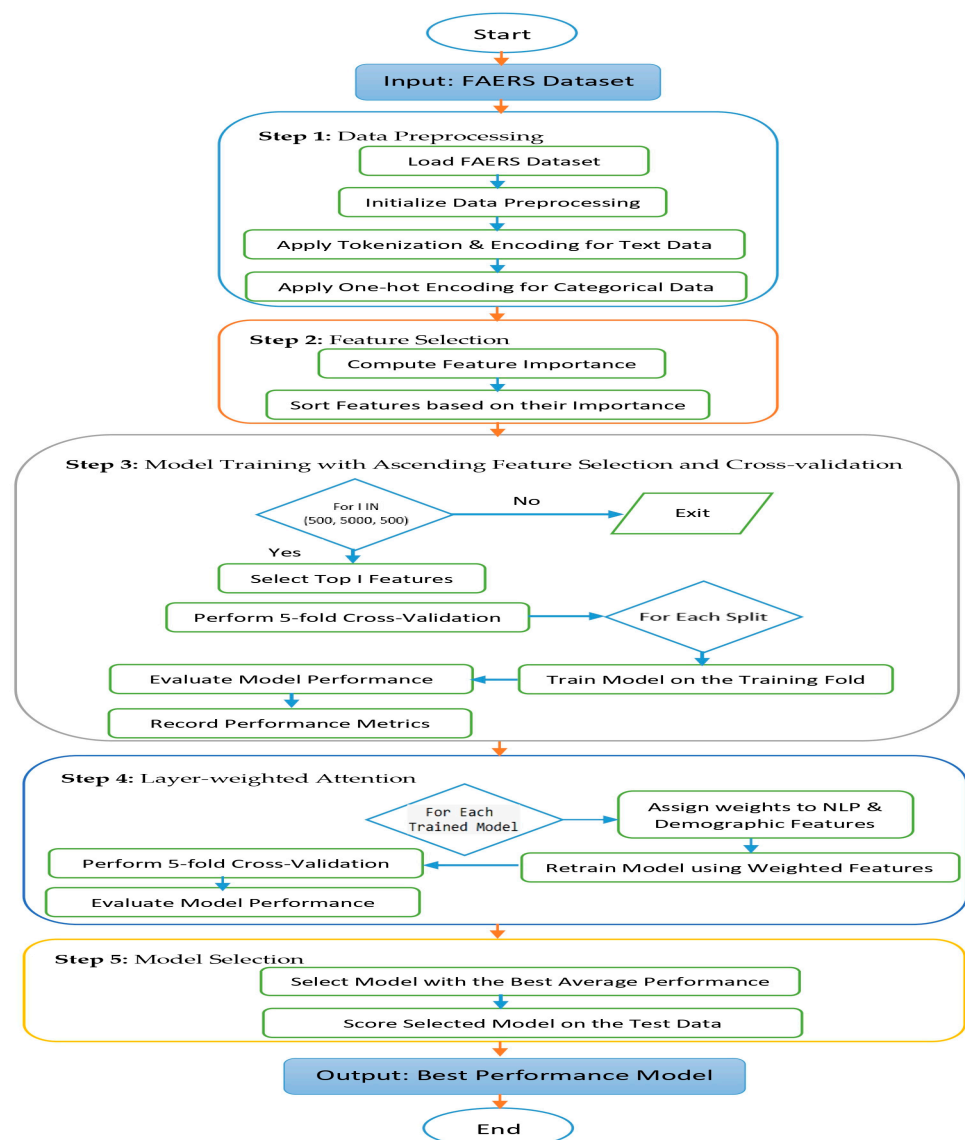 Start
Input: FAERS Dataset
Step 1: Data Preprocessing
Load FAERS Dataset
Initialize Data Preprocessing
Apply Tokenization & Encoding for Text Data
Apply One-hot Encoding for Categorical Data
Step 2: Feature Selection
Compute Feature Importance
Sort Features based on their Importance
Step 3: Model Training with Ascending Feature Selection and Cross-validation
For I IN
(500, 5000, 500)
No
Exit
Yes
Select Top I Features
Perform 5-fold Cross-Validation
For Each Split
Train Model on the Training Fold
Evaluate Model Performance
Record Performance Metrics
Step 4: Layer-weighted Attention
For Each
Trained Model
Assign weights to NLP &
Demographic Features
Retrain Model using Weighted Features
Perform 5-fold Cross-Validation
Evaluate Model Performance
Step 5: Model Selection
Select Model with the Best Average Performance
Score Selected Model on the Test Data
Output: Best Performance Model
End